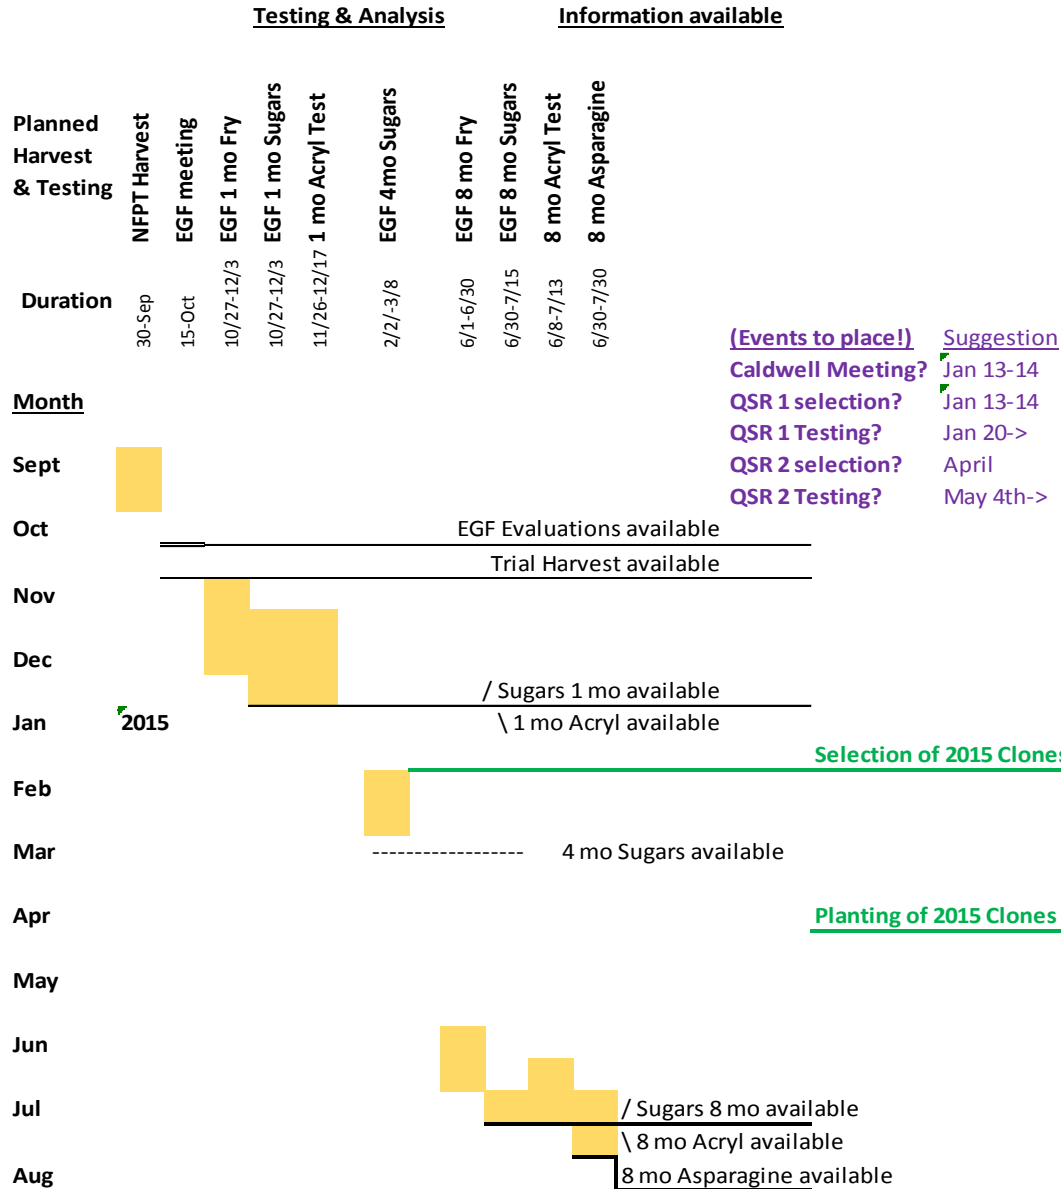 Testing & Analysis
Information available
Planned
Harvest
& Testing
NFPT Harvest
EGF meeting
EGF 1 mo Fry
EGF 1 mo Sugars
1 mo Acryl Test
EGF 4mo Sugars
EGF 8 mo Fry
EGF 8 mo Sugars
8 mo Acryl Test
8 mo Asparagine
Duration
30-Sep
15-Oct
10/27-12/3
10/27-12/3
11/26-12/17
2/2/-3/8
6/1-6/30
6/30-7/15
6/8-7/13
6/30-7/30
(Events to place!) Suggestion
Caldwell Meeting? Jan 13-14
QSR 1 selection? Jan 13-14
QSR 1 Testing? Jan 20->
QSR 2 selection? April
QSR 2 Testing? May 4th->
Month
Sept
Oct
EGF Evaluations available
Trial Harvest available
Nov
Dec
/ Sugars 1 mo available
Jan 2015 \ 1 mo Acryl available
Selection of 2015 Clones
Feb
Mar ------------------ 4 mo Sugars available
Apr Planting of 2015 Clones
May
Jun
Jul / Sugars 8 mo available
\ 8 mo Acryl available
Aug 8 mo Asparagine available